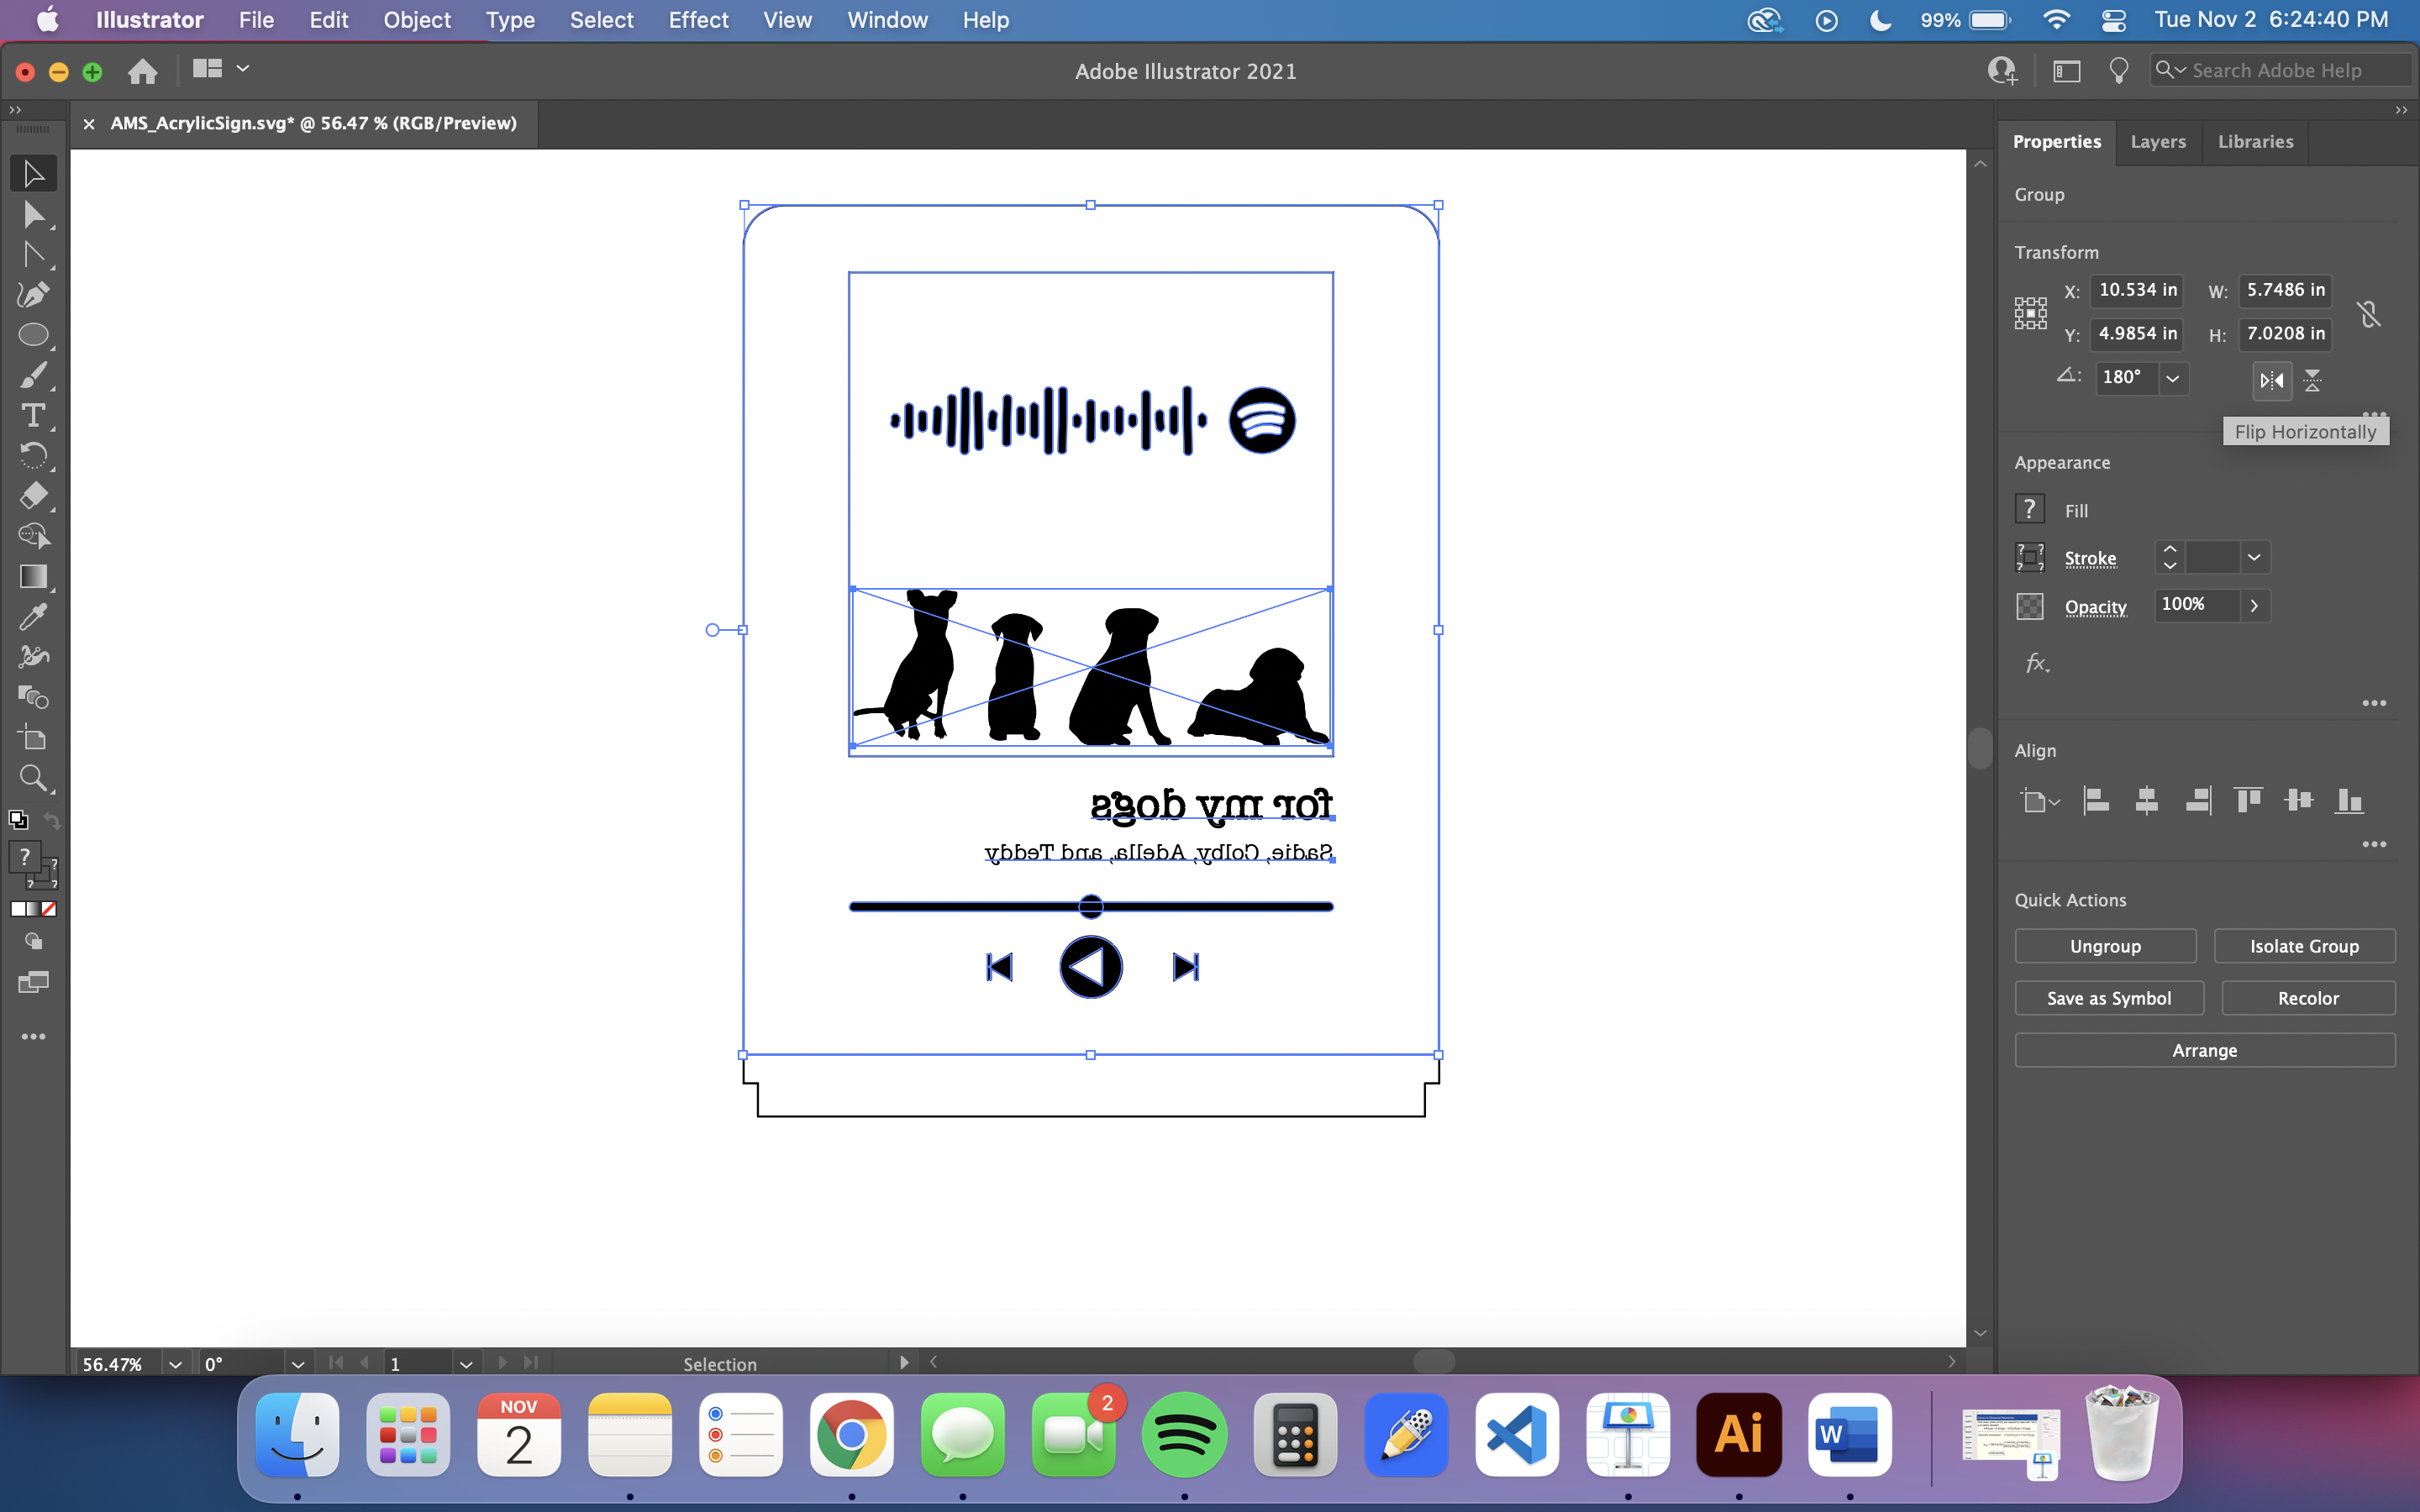 Illustrator File Edit Object Type Select Effect View Window Help 99% Tue Nov 2 6:24:40 PM
Adobe Illustrator 2021 Search Adobe Help
AMS_AcrylicSign.svg* @ 56.47 % (RGB/Preview)
Properties Layers Libraries
Group
Transform
X: 10.534 in W: 5.7486 in
Y: 4.9854 in H: 7.0208 in
180°
Flip Horizontally
Appearance
? Fill
Stroke
Opacity 100%
fx
Align
Quick Actions
Ungroup Isolate Group
Save as Symbol Recolor
Arrange
for my dogs
Sadie, Colby, Adella, and Teddy
56.47% 0° 1 Selection
NOV
2
2
Ai
W